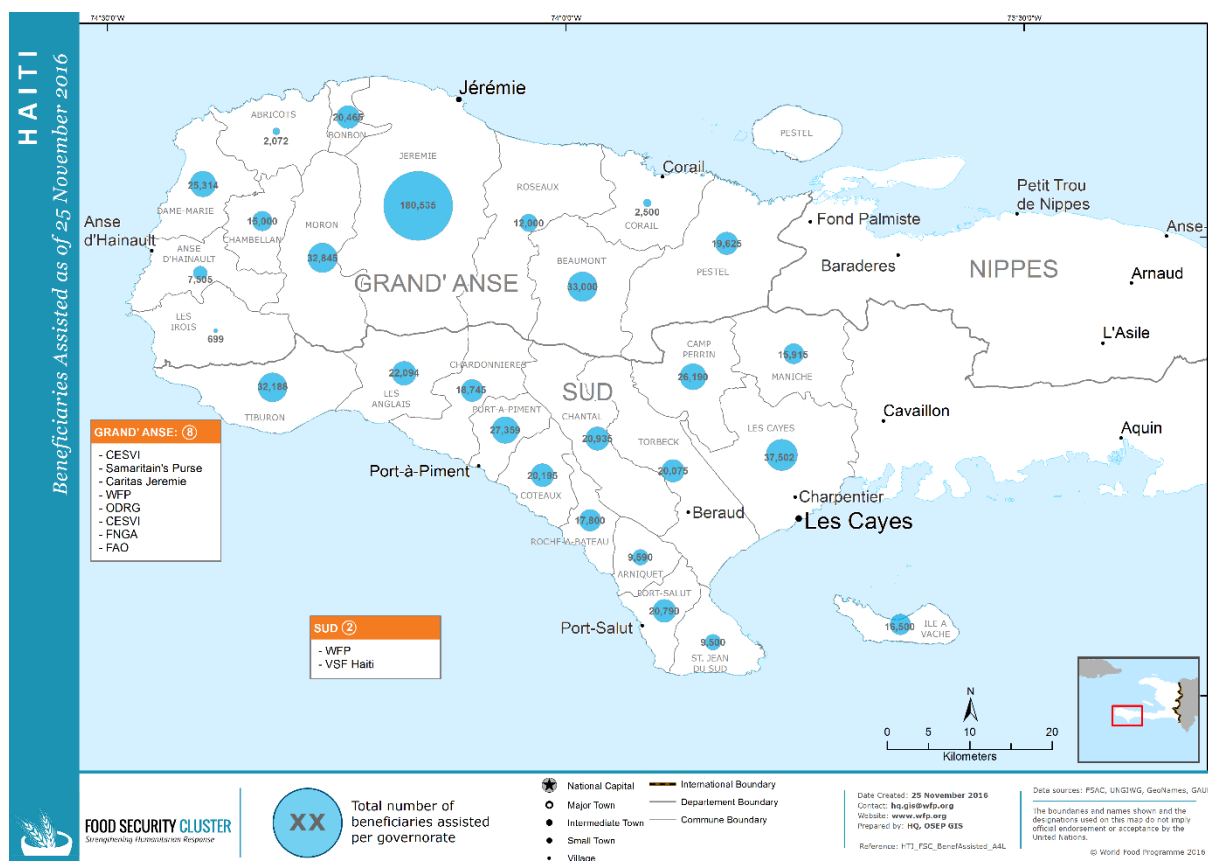 HAITI
Beneficiaries Assisted as of 25 November 2016
74°30'0"W
74°0'0"W
73°30'0"W
Jérémie
ABRICOTS
2,072
20,465
BONBON
PESTEL
JEREMIE
180,535
25,314
DAME-MARIE
ROSEAUX
12,000
Corail
2,500
CORAIL
Petit Trou
de Nippes
Fond Palmiste
Anse
d'Hainault
15,000
CHAMBELLAN
MORON
32,845
19,625
PESTEL
Anse-
ANSE
D'HAINAULT
7,505
BEAUMONT
33,000
Baraderes
NIPPES
Arnaud
GRAND' ANSE
LES
IROIS
699
L'Asile
CAMP
PERRIN
26,190
15,915
MANICHE
CHARDONNIERES
18,745
22,094
LES
ANGLAIS
32,188
TIBURON
SUD
CHANTAL
20,935
PORT-A-PIMENT
27,359
Cavaillon
Aquin
TORBECK
20,075
LES CAYES
37,502
Port-à-Piment
20,195
COTEAUX
Charpentier
Les Cayes
Beraud
17,800
ROCHE-A-BATEAU
9,590
ARNIQUET
PORT-SALUT
20,790
Port-Salut
9,500
ST. JEAN
DU SUD
16,500
ILE A
VACHE
GRAND' ANSE: 8
- CESVI
- Samaritain's Purse
- Caritas Jeremie
- WFP
- ODRG
- CESVI
- FNGA
- FAO
SUD 2
- WFP
- VSF Haiti
N
0 5 10 20
Kilometers
FOOD SECURITY CLUSTER
Strengthening Humanitarian Response
XX
Total number of
beneficiaries assisted
per governorate
National Capital
Major Town
Intermediate Town
Small Town
Village
International Boundary
Departement Boundary
Commune Boundary
Date Created: 25 November 2016
Contact: hq.gis@wfp.org
Website: www.wfp.org
Prepared by: HQ, OSEP GIS
Reference: HTI_FSC_BenefAssisted_A4L
Data sources: FSAC, UNGIWG, GeoNames, GAUL
The boundaries and names shown and the
designations used on this map do not imply
official endorsement or acceptance by the
United Nations.
© World Food Programme 2016